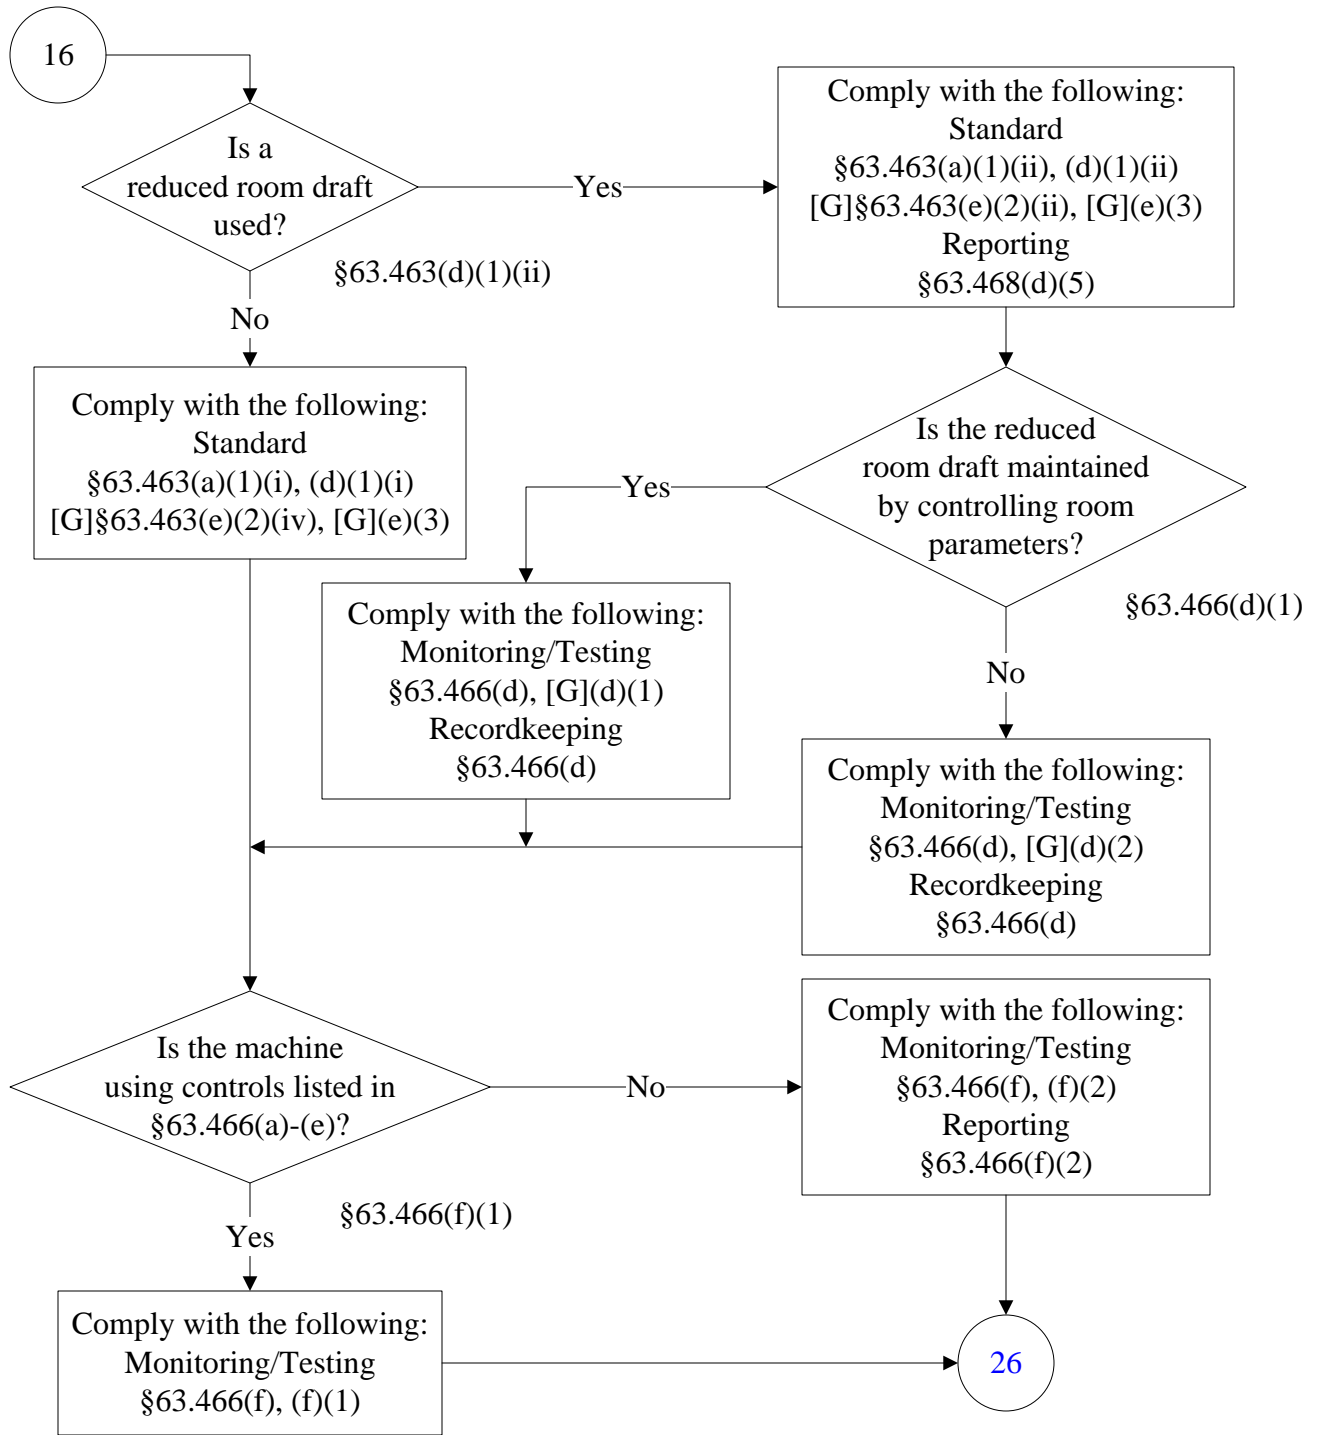 16
Is a
reduced room draft
used?
§63.463(d)(1)(ii)
Yes
Comply with the following:
Standard
§63.463(a)(1)(ii), (d)(1)(ii)
[G]§63.463(e)(2)(ii), [G](e)(3)
Reporting
§63.468(d)(5)
No
Comply with the following:
Standard
§63.463(a)(1)(i), (d)(1)(i)
[G]§63.463(e)(2)(iv), [G](e)(3)
Is the reduced
room draft maintained
by controlling room
parameters?
§63.466(d)(1)
Yes
Comply with the following:
Monitoring/Testing
§63.466(d), [G](d)(1)
Recordkeeping
§63.466(d)
No
Comply with the following:
Monitoring/Testing
§63.466(d), [G](d)(2)
Recordkeeping
§63.466(d)
Is the machine
using controls listed in
§63.466(a)-(e)?
§63.466(f)(1)
No
Comply with the following:
Monitoring/Testing
§63.466(f), (f)(2)
Reporting
§63.466(f)(2)
Yes
Comply with the following:
Monitoring/Testing
§63.466(f), (f)(1)
26